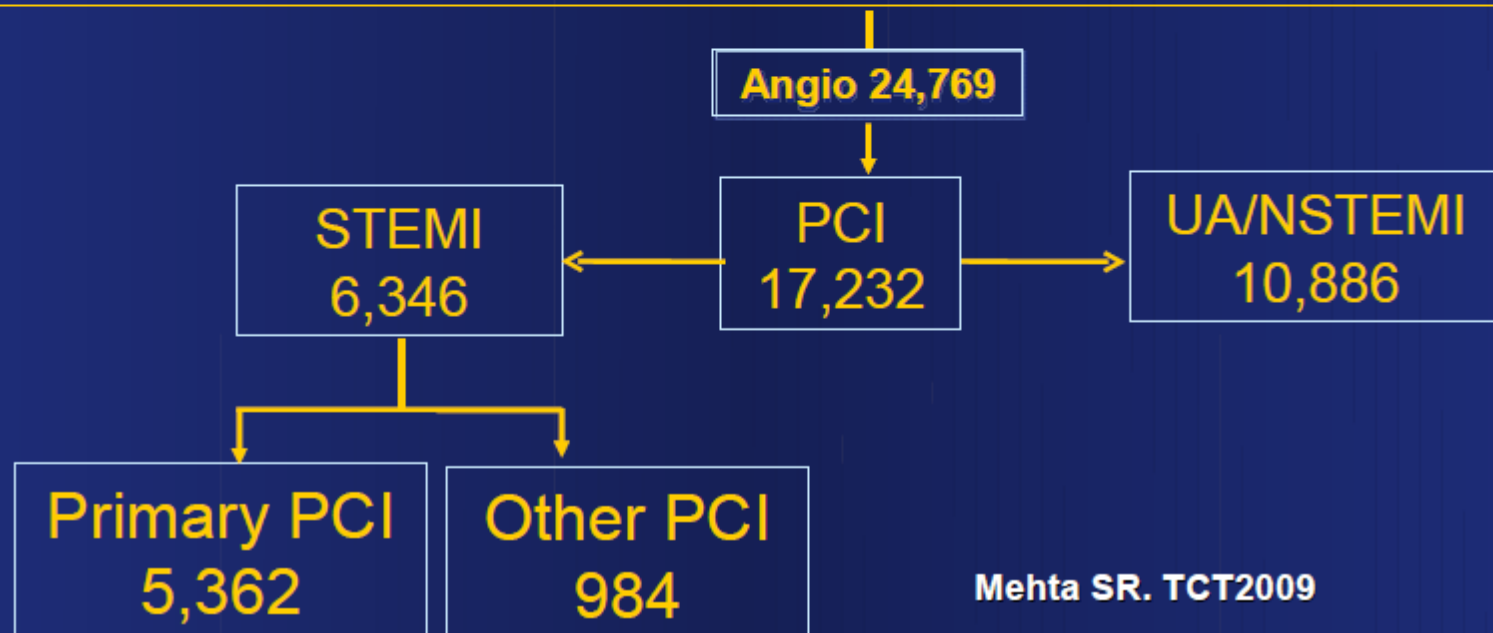 Angio 24,769
STEMI
6,346
PCI
17,232
UA/NSTEMI
10,886
Primary PCI
5,362
Other PCI
984
Mehta SR. TCT2009